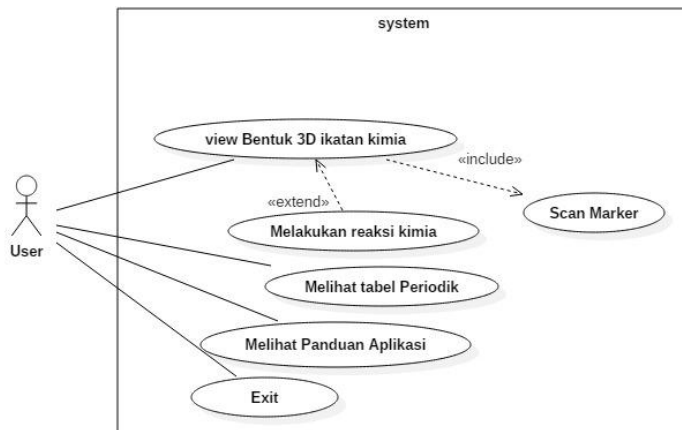 system
view Bentuk 3D ikatan kimia
«include»
«extend»
Scan Marker
Melakukan reaksi kimia
User
Melihat tabel Periodik
Melihat Panduan Aplikasi
Exit